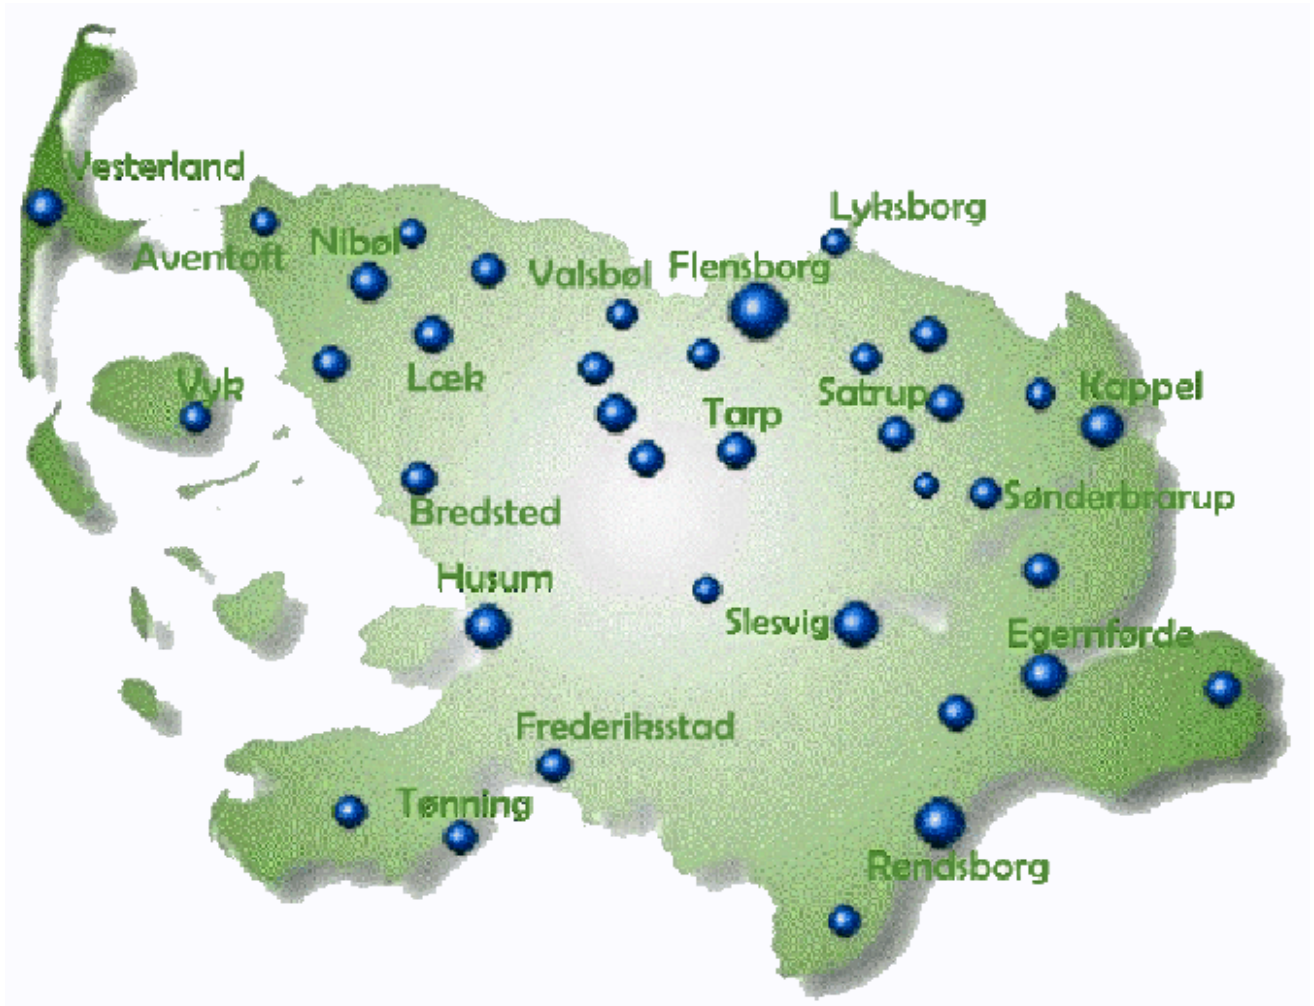 Vesterland
Lyksborg
Aventoft
Nibøl
Valsbøl
Flensborg
Vyk
Læk
Satrup
Kappel
Tarp
Bredsted
Sønderbrarup
Husum
Slesvig
Egernførde
Frederiksstad
Tønning
Rendsborg